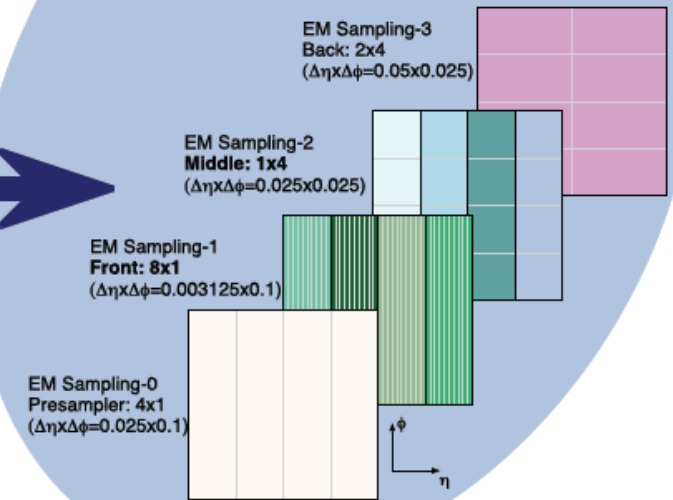 EM Sampling-3
Back: 2x4
(ΔηxΔϕ=0.05x0.025)
EM Sampling-2
Middle: 1x4
(ΔηxΔϕ=0.025x0.025)
EM Sampling-1
Front: 8x1
(ΔηxΔϕ=0.003125x0.1)
EM Sampling-0
Presampler: 4x1
(ΔηxΔϕ=0.025x0.1)
ϕ
η